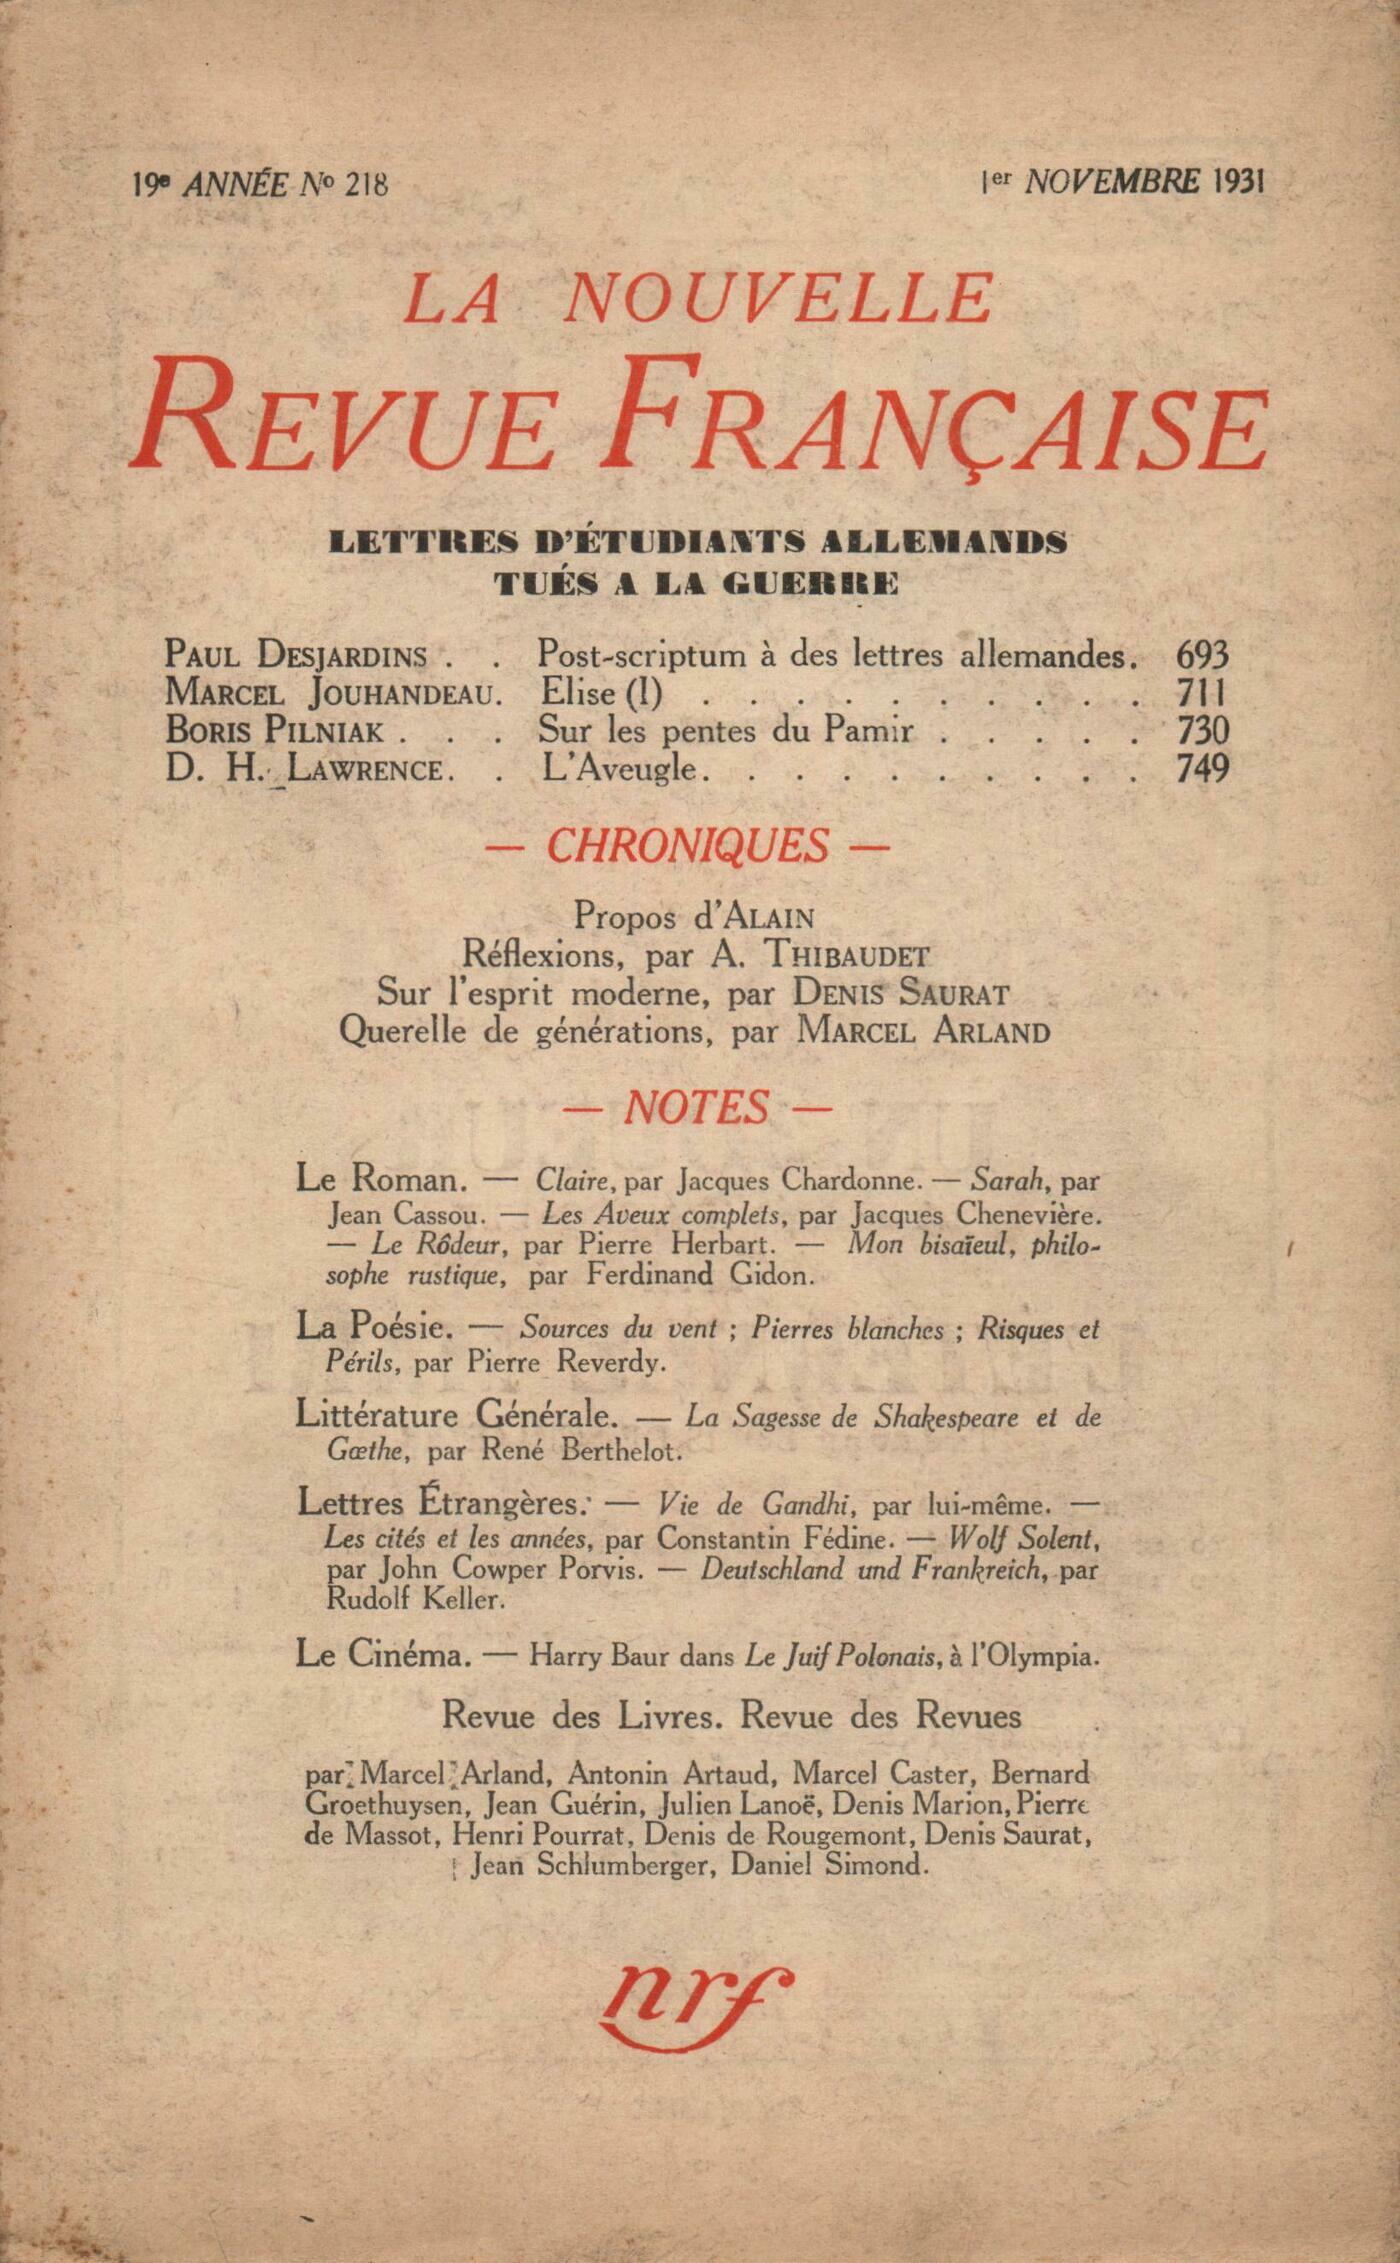 19e ANNÉE No 218
1er NOVEMBRE 1931
LA NOUVELLE
REVUE FRANÇAISE
LETTRES D'ÉTUDIANTS ALLEMANDS
TUÉS A LA GUERRE
PAUL DESJARDINS . . Post-scriptum à des lettres allemandes. 693
MARCEL JOUHANDEAU. Elise (I) . . . . . . . . . . 711
BORIS PILNIAK . . . Sur les pentes du Pamir . . . . . 730
D. H. LAWRENCE. . L'Aveugle. . . . . . . . . . 749
— CHRONIQUES —
Propos d'ALAIN
Réflexions, par A. THIBAUDET
Sur l'esprit moderne, par DENIS SAURAT
Querelle de générations, par MARCEL ARLAND
— NOTES —
Le Roman. — Claire, par Jacques Chardonne. — Sarah, par
Jean Cassou. — Les Aveux complets, par Jacques Chenevière.
— Le Rôdeur, par Pierre Herbart. — Mon bisaïeul, philo-
sophe rustique, par Ferdinand Gidon.
La Poésie. — Sources du vent ; Pierres blanches ; Risques et
Périls, par Pierre Reverdy.
Littérature Générale. — La Sagesse de Shakespeare et de
Gœthe, par René Berthelot.
Lettres Étrangères. — Vie de Gandhi, par lui-même. —
Les cités et les années, par Constantin Fédine. — Wolf Solent,
par John Cowper Porvis. — Deutschland und Frankreich, par
Rudolf Keller.
Le Cinéma. — Harry Baur dans Le Juif Polonais, à l'Olympia.
Revue des Livres. Revue des Revues
par Marcel Arland, Antonin Artaud, Marcel Caster, Bernard
Groethuysen, Jean Guérin, Julien Lanoë, Denis Marion, Pierre
de Massot, Henri Pourrat, Denis de Rougemont, Denis Saurat,
Jean Schlumberger, Daniel Simond.
nrf